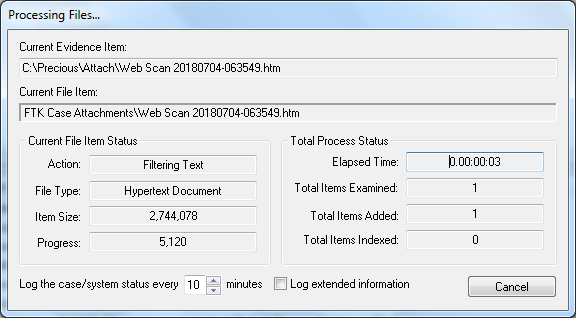 Processing Files...
Current Evidence Item:
C:\Precious\Attach\Web Scan 20180704-063549.htm
Current File Item:
FTK Case Attachments\Web Scan 20180704-063549.htm
Current File Item Status
Action: Filtering Text
File Type: Hypertext Document
Item Size: 2,744,078
Progress: 5,120
Total Process Status
Elapsed Time: 0.00:00:03
Total Items Examined: 1
Total Items Added: 1
Total Items Indexed: 0
Log the case/system status every 10 minutes Log extended information Cancel